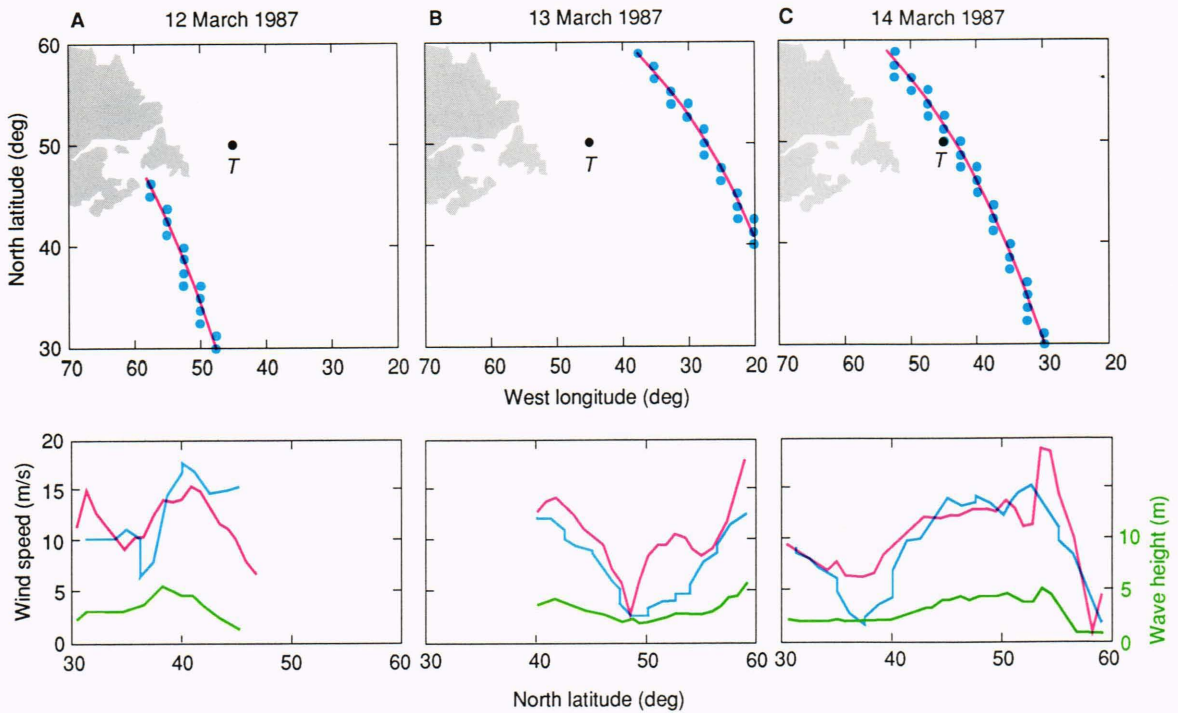 A 12 March 1987
B 13 March 1987
C 14 March 1987
North latitude (deg)
60
50
40
30
T
T
T
70 60 50 40 30 20
70 60 50 40 30 20
60 50 40 30 20
West longitude (deg)
Wind speed (m/s)
20
15
10
5
0
10
5
0
Wave height (m)
30 40 50 60
30 40 50 60
30 40 50 60
North latitude (deg)